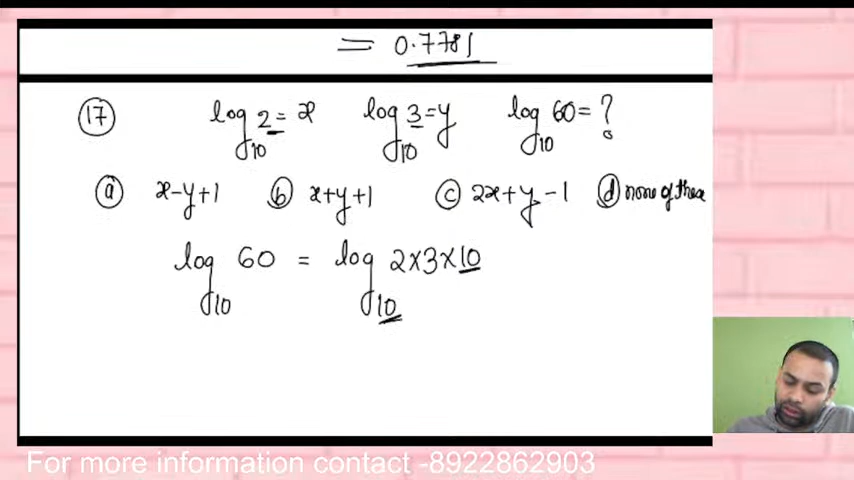 = 0.7781
17 log₁₀ 2 = x log₁₀ 3 = y log₁₀ 60 = ?
a x-y+1 b x+y+1 c 2x+y-1 d none of these
log₁₀ 60 = log₁₀ 2×3×10
For more information contact -8922862903